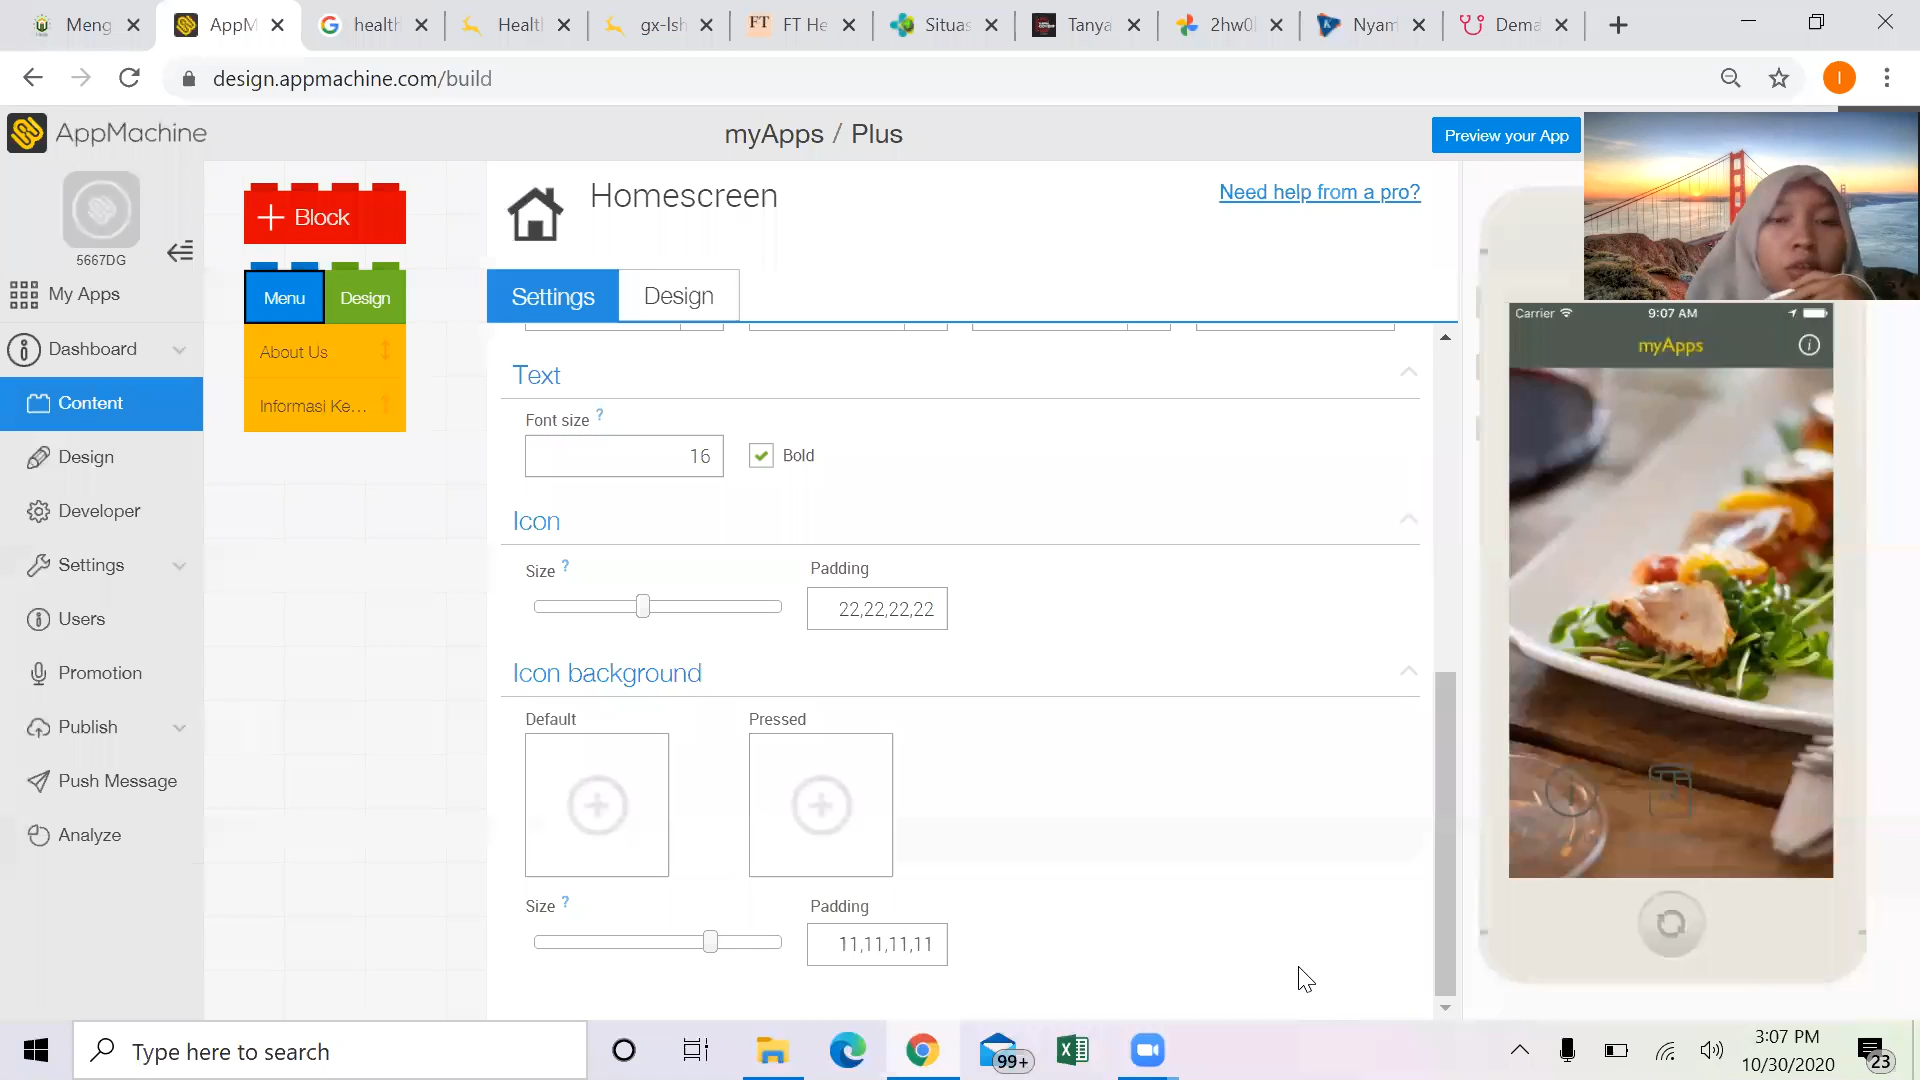 Meng
AppM
health
Healt
gx-lsh
FT
FT He
Situas
Tanya
2hw0
Nyam
Dema
design.appmachine.com/build
I
AppMachine
myApps / Plus
Preview your App
5667DG
My Apps
Dashboard
Content
Design
Developer
Settings
Users
Promotion
Publish
Push Message
Analyze
Block
Menu
Design
About Us
Informasi Ke...
Homescreen
Need help from a pro?
Settings
Design
Text
Font size ?
16
Bold
Icon
Size ?
Padding
22,22,22,22
Icon background
Default
Pressed
Size ?
Padding
11,11,11,11
Carrier
9:07 AM
myApps
Type here to search
99+
3:07 PM
10/30/2020
23